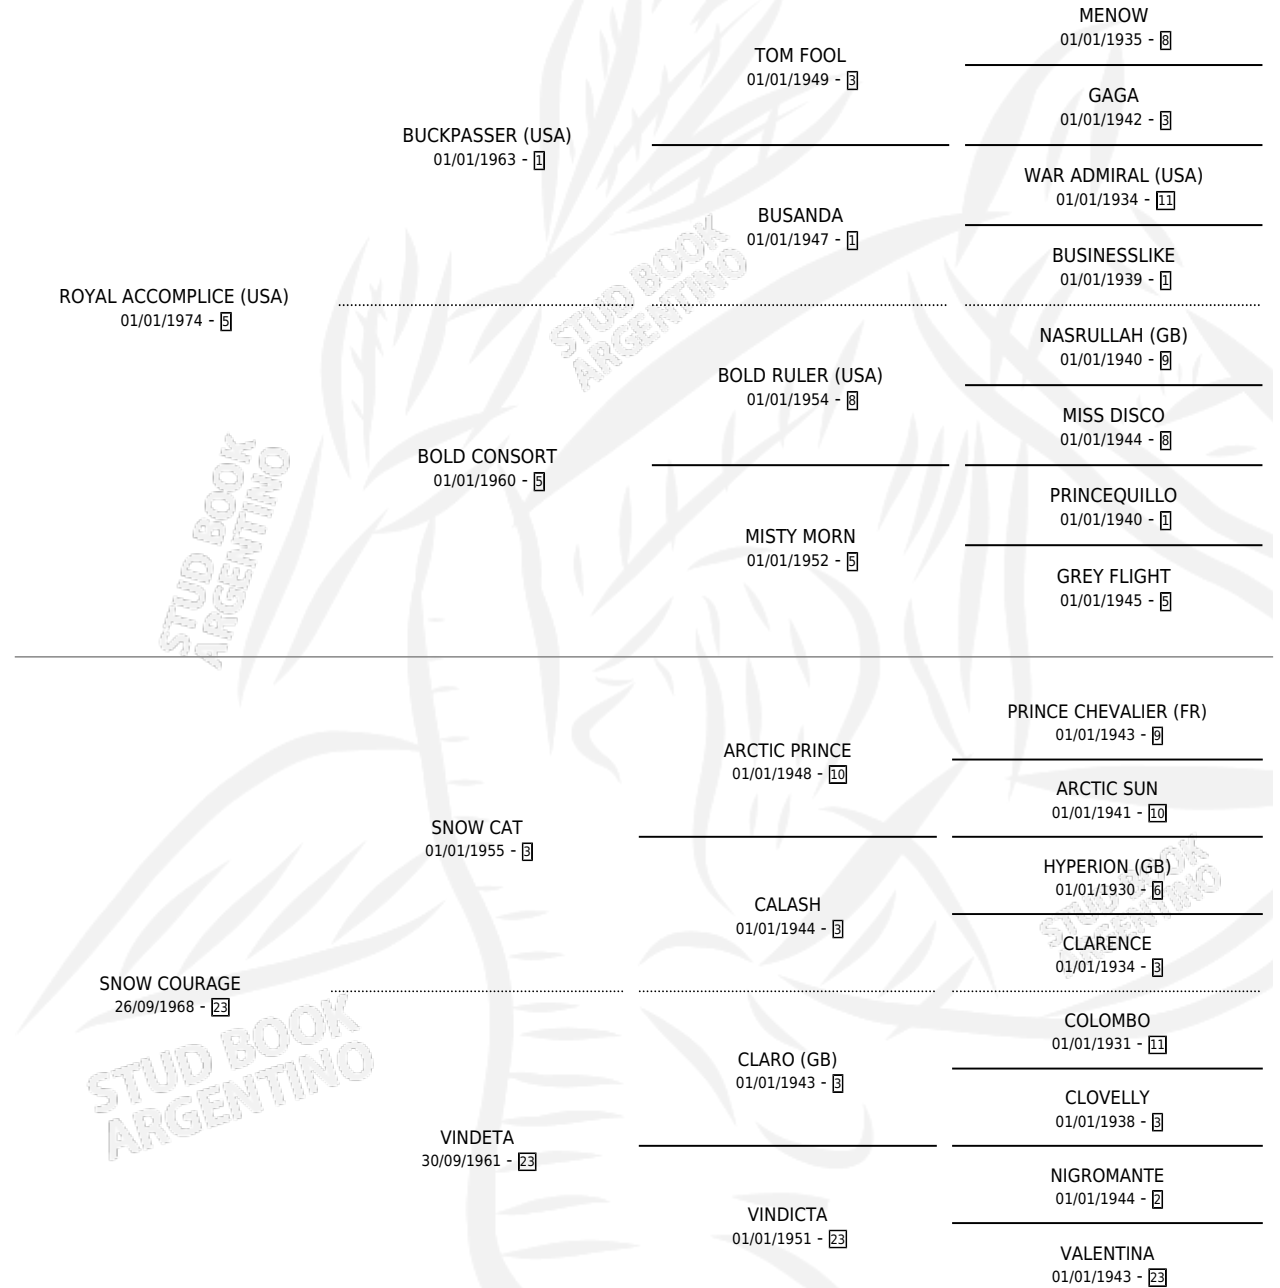 MENOW
01/01/1935 - 8
TOM FOOL
01/01/1949 - 3
GAGA
01/01/1942 - 3
BUCKPASSER (USA)
01/01/1963 - 1
WAR ADMIRAL (USA)
01/01/1934 - 11
BUSANDA
01/01/1947 - 1
BUSINESSLIKE
01/01/1939 - 1
ROYAL ACCOMPLICE (USA)
01/01/1974 - 5
STUD BOOK
ARGENTINO
NASRULLAH (GB)
01/01/1940 - 9
BOLD RULER (USA)
01/01/1954 - 8
MISS DISCO
01/01/1944 - 8
BOLD CONSORT
01/01/1960 - 5
PRINCEQUILLO
01/01/1940 - 1
MISTY MORN
01/01/1952 - 5
GREY FLIGHT
01/01/1945 - 5
STUD BOOK
ARGENTINO
PRINCE CHEVALIER (FR)
01/01/1943 - 9
ARCTIC PRINCE
01/01/1948 - 10
ARCTIC SUN
01/01/1941 - 10
SNOW CAT
01/01/1955 - 3
HYPERION (GB)
01/01/1930 - 6
CALASH
01/01/1944 - 3
CLARENCE
01/01/1934 - 3
STUD BOOK
ARGENTINO
SNOW COURAGE
26/09/1968 - 23
COLOMBO
01/01/1931 - 11
CLARO (GB)
01/01/1943 - 3
CLOVELLY
01/01/1938 - 3
STUD BOOK
ARGENTINO
VINDETA
30/09/1961 - 23
NIGROMANTE
01/01/1944 - 2
VINDICTA
01/01/1951 - 23
VALENTINA
01/01/1943 - 23